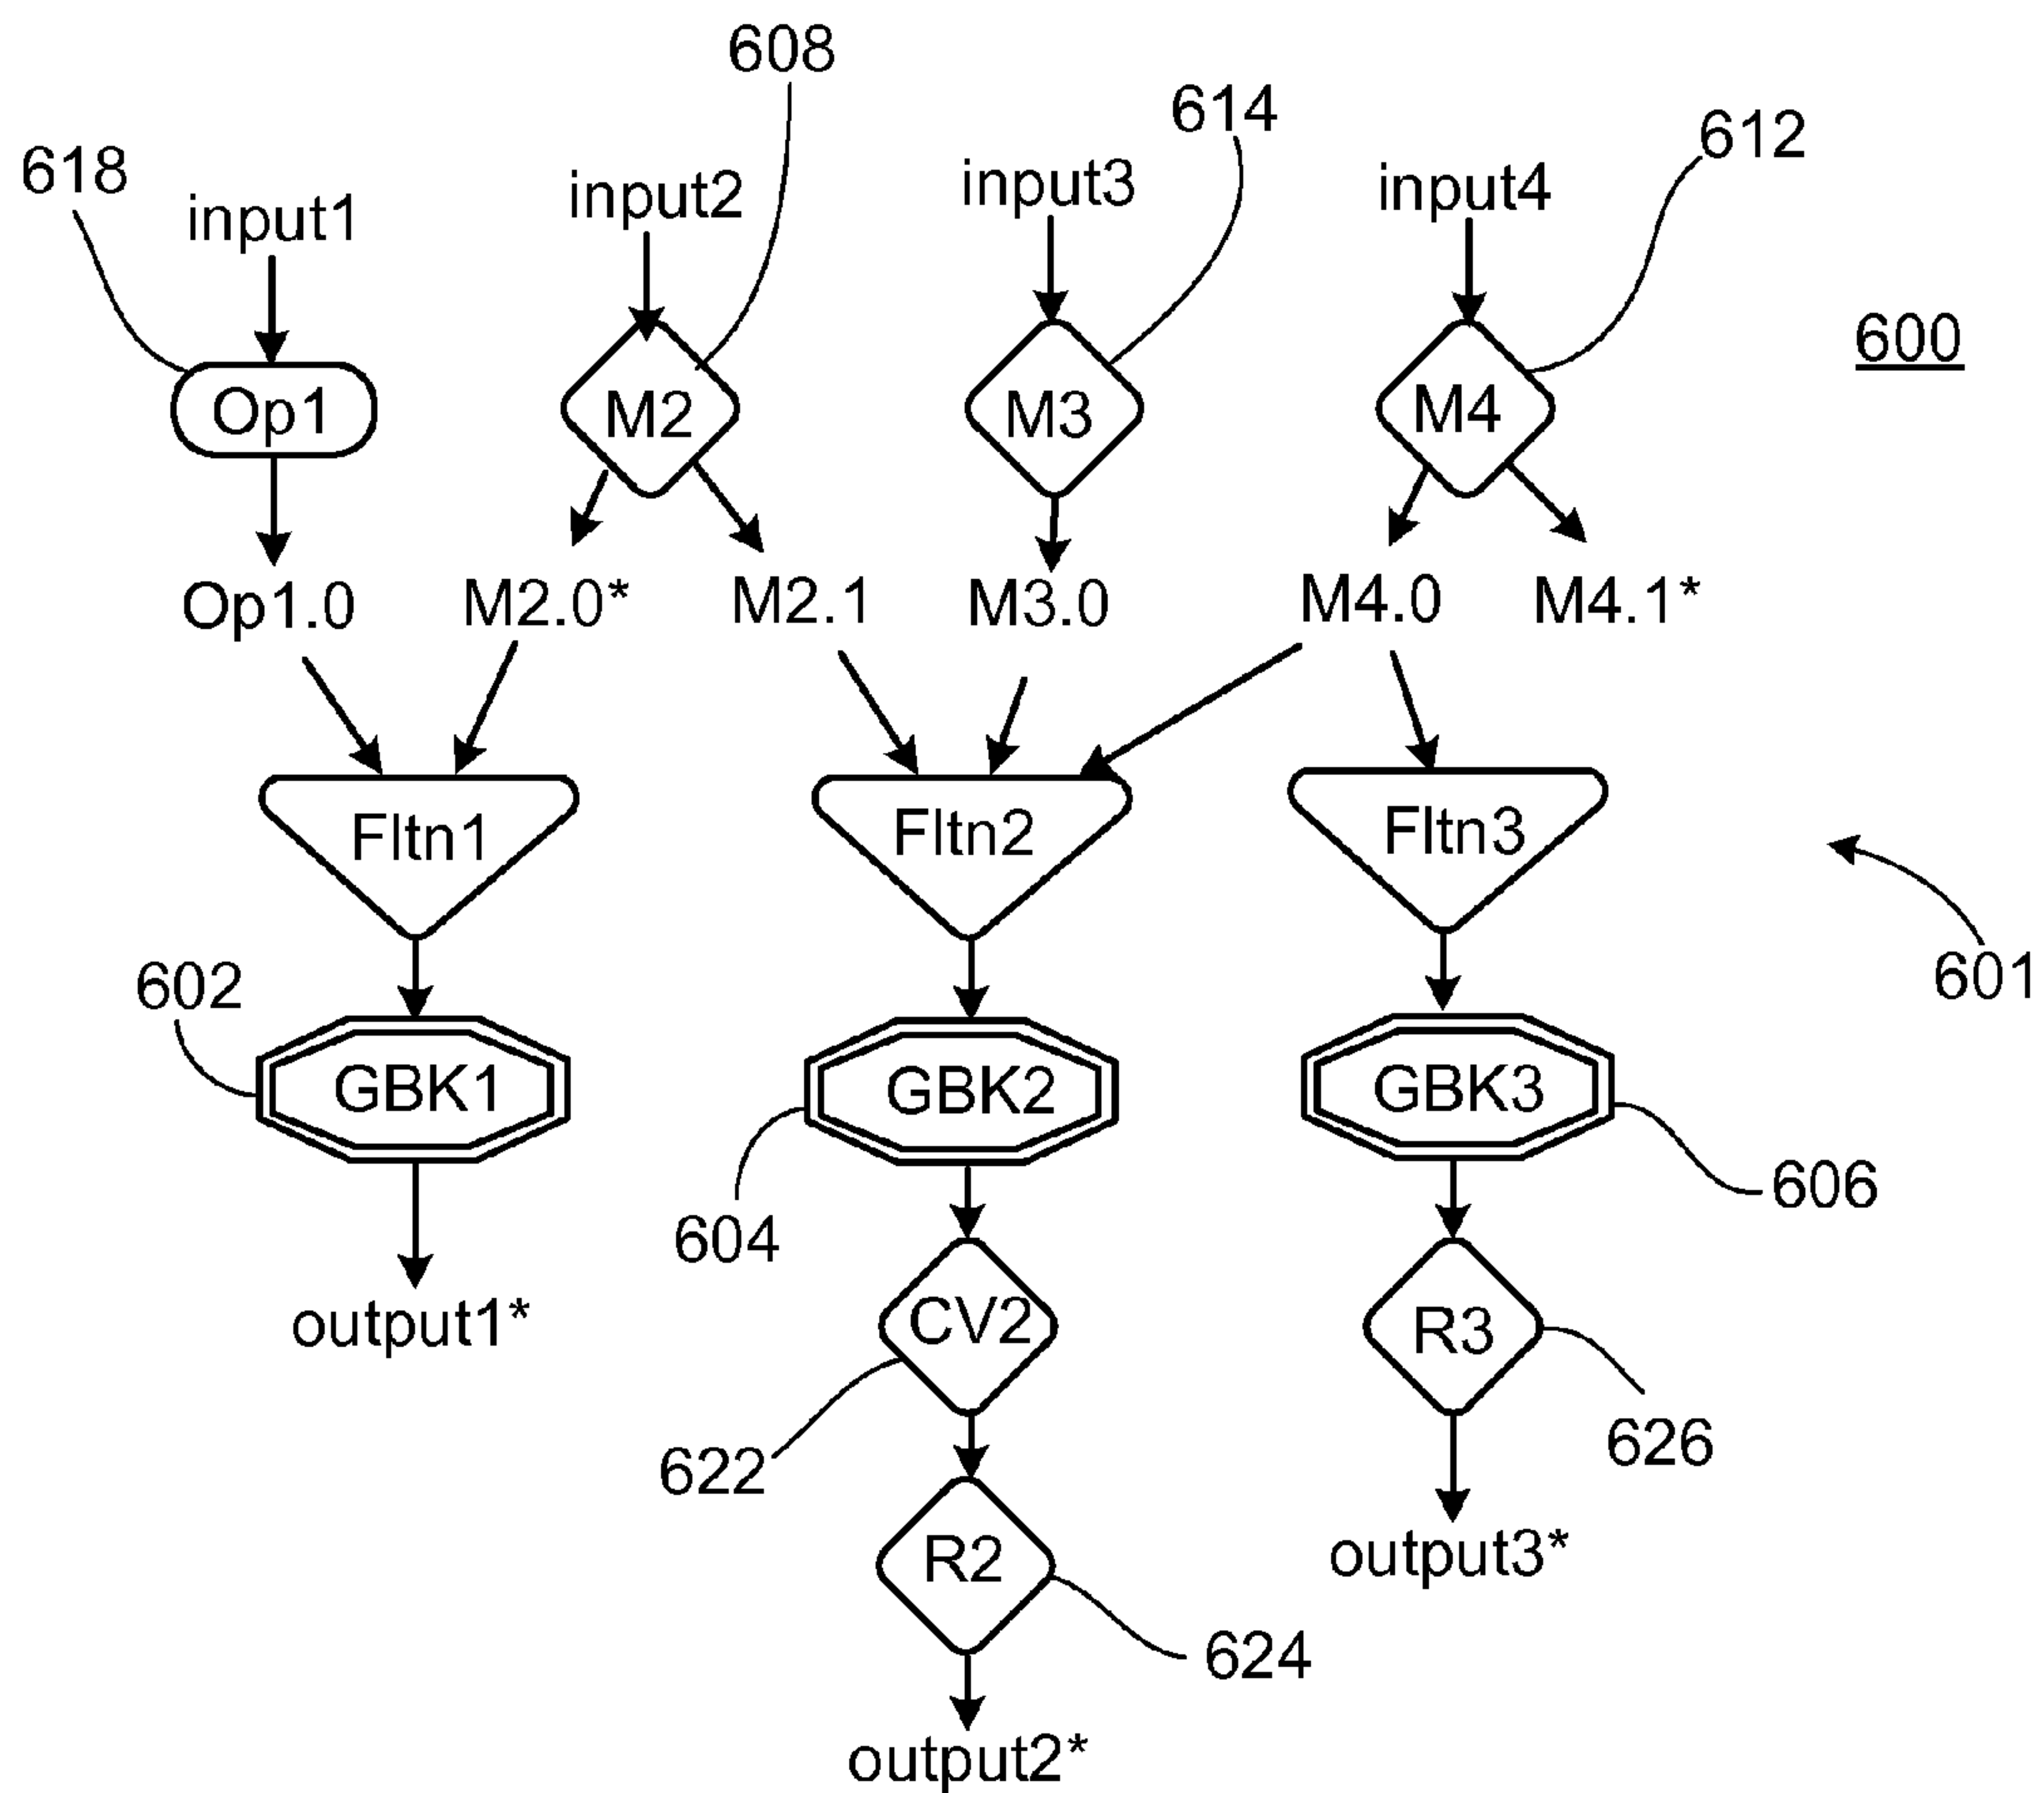 608
614
612
618
input1
input2
input3
input4
600
Op1
M2
M3
M4
Op1.0
M2.0*
M2.1
M3.0
M4.0
M4.1*
Fltn1
Fltn2
Fltn3
601
602
GBK1
GBK2
GBK3
606
604
output1*
CV2
R3
622
626
R2
output3*
624
output2*